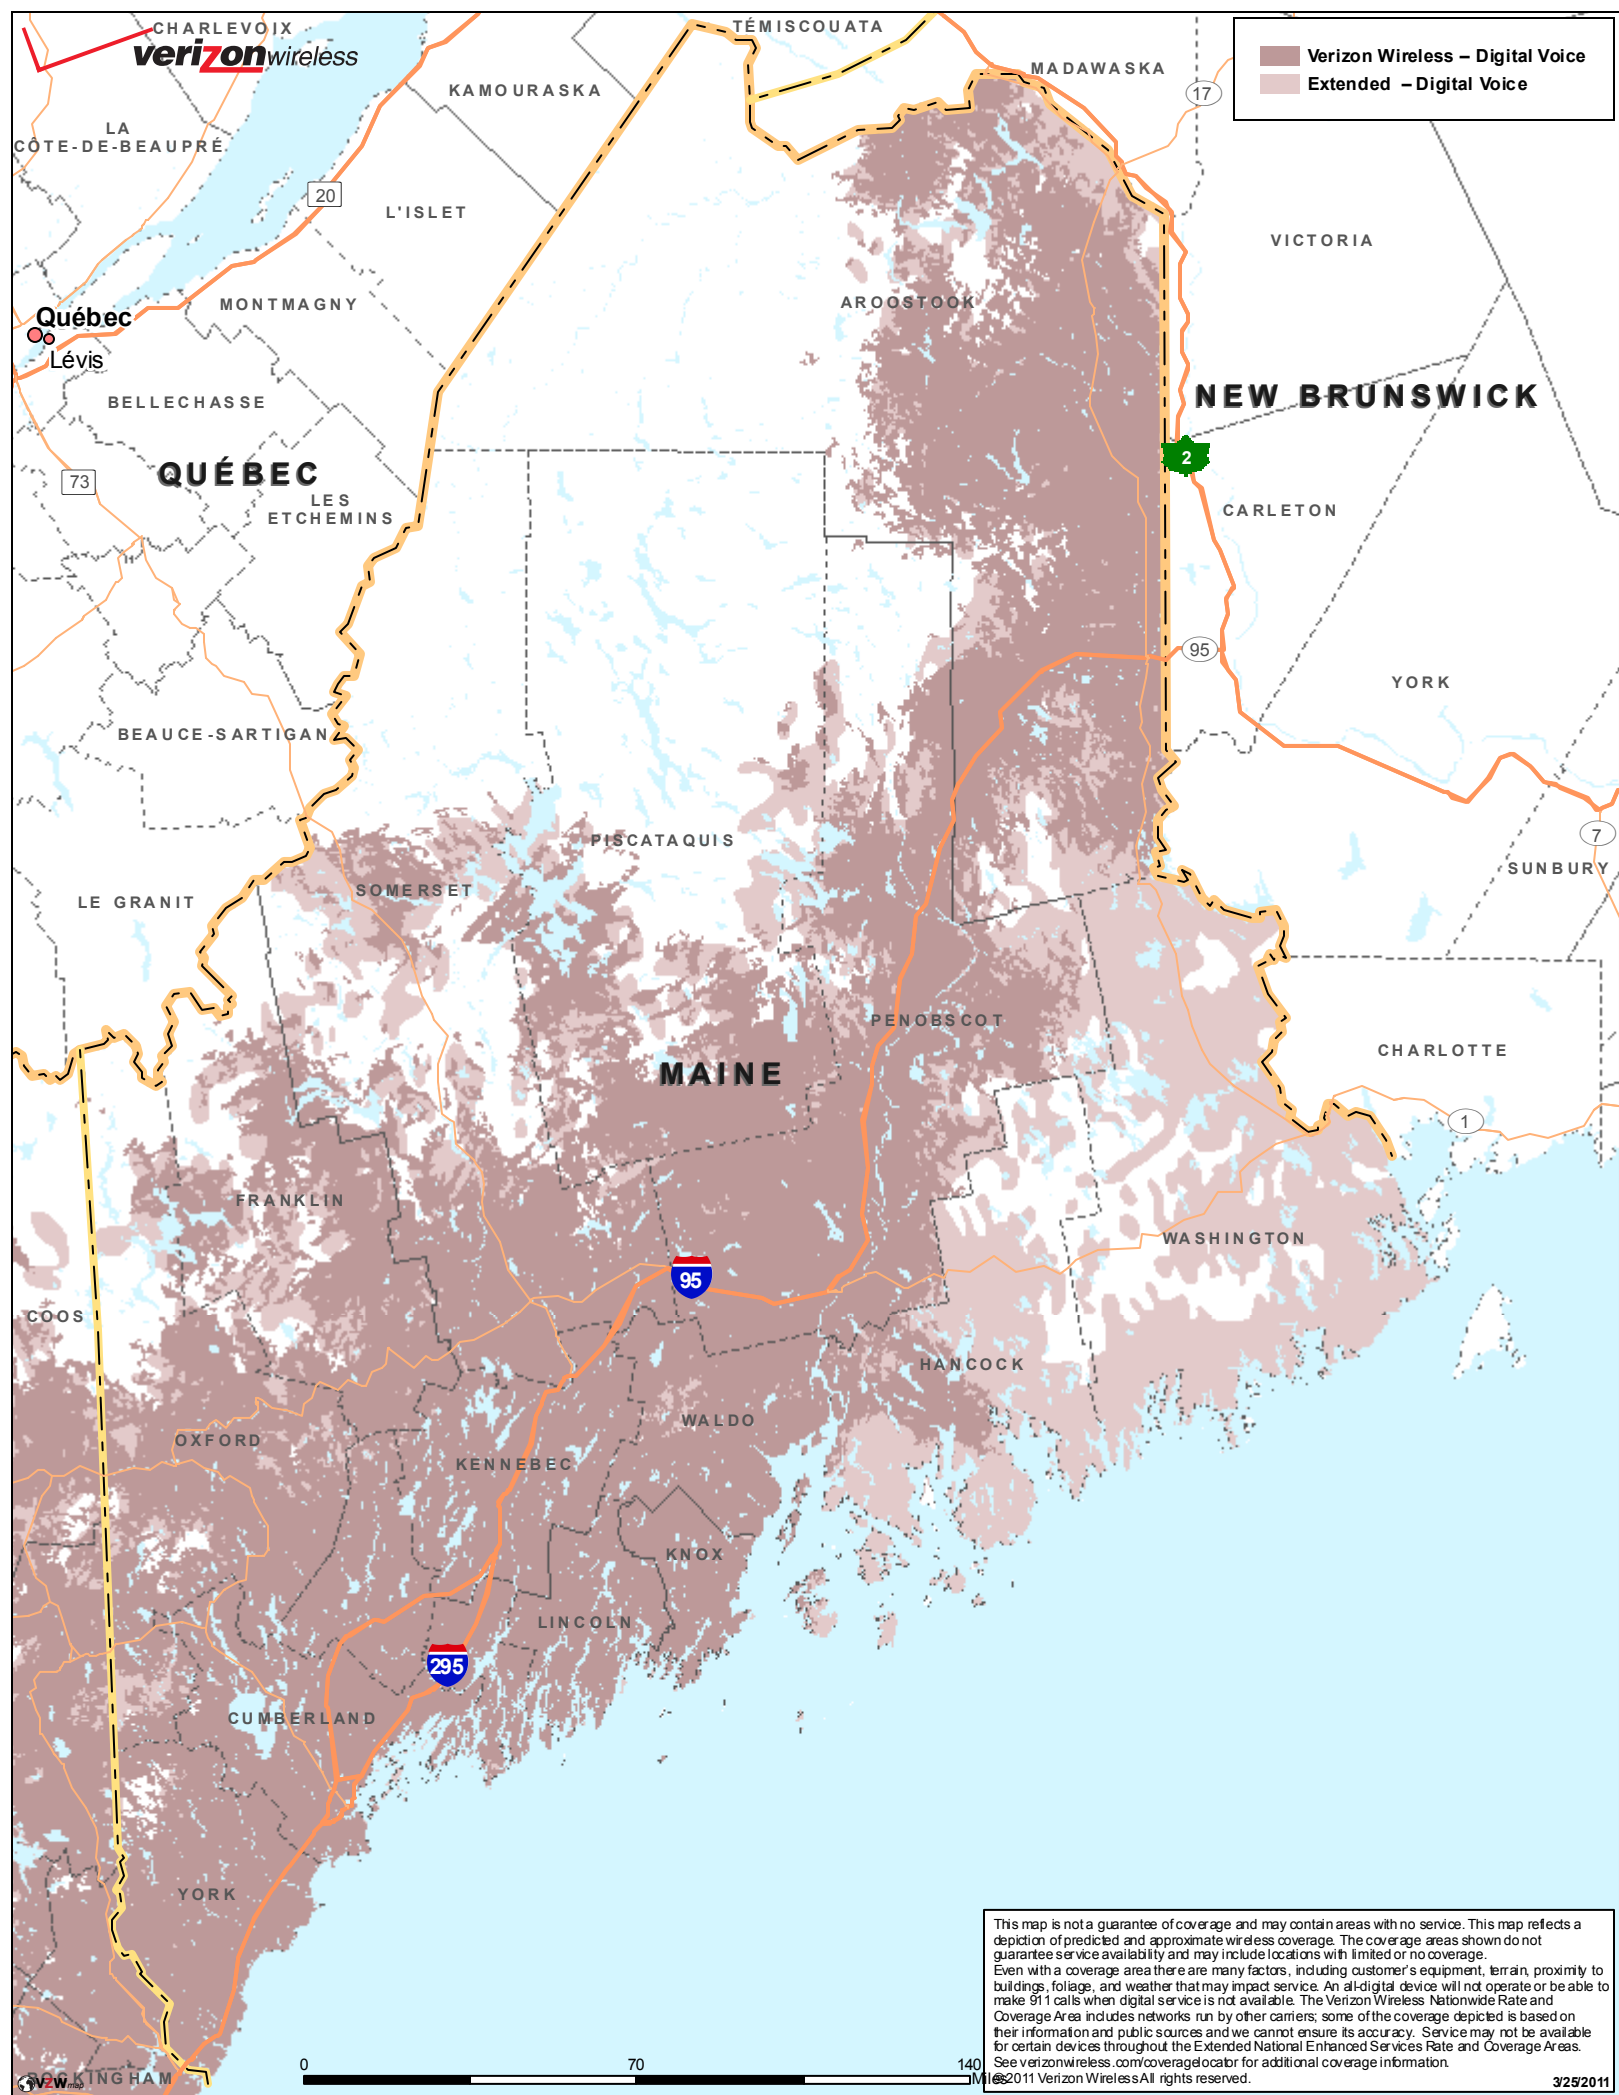 CHARLEVOIX
TÉMISCOUATA
verizonwireless
Verizon Wireless – Digital Voice
Extended – Digital Voice
KAMOURASKA
MADAWASKA
17
LA
CÔTE-DE-BEAUPRÉ
20
L'ISLET
VICTORIA
MONTMAGNY
AROOSTOOK
Québec
Lévis
BELLECHASSE
NEW BRUNSWICK
2
QUÉBEC
73
LES
ETCHEMINS
CARLETON
95
YORK
BEAUCE-SARTIGAN
PISCATAQUIS
7
SUNBURY
SOMERSET
LE GRANIT
PENOBSCOT
CHARLOTTE
MAINE
1
FRANKLIN
WASHINGTON
95
COOS
HANCOCK
WALDO
OXFORD
KENNEBEC
KNOX
LINCOLN
295
CUMBERLAND
YORK
ROCKINGHAM
VZWmap
0 70 140 Miles
This map is not a guarantee of coverage and may contain areas with no service. This map reflects a
depiction of predicted and approximate wireless coverage. The coverage areas shown do not
guarantee service availability and may include locations with limited or no coverage.
Even with a coverage area there are many factors, including customer's equipment, terrain, proximity to
buildings, foliage, and weather that may impact service. An all-digital device will not operate or be able to
make 911 calls when digital service is not available. The Verizon Wireless Nationwide Rate and
Coverage Area includes networks run by other carriers; some of the coverage depicted is based on
their information and public sources and we cannot ensure its accuracy. Service may not be available
for certain devices throughout the Extended National Enhanced Services Rate and Coverage Areas.
See verizonwireless.com/coveragelocator for additional coverage information.
©2011 Verizon Wireless All rights reserved.
3/25/2011